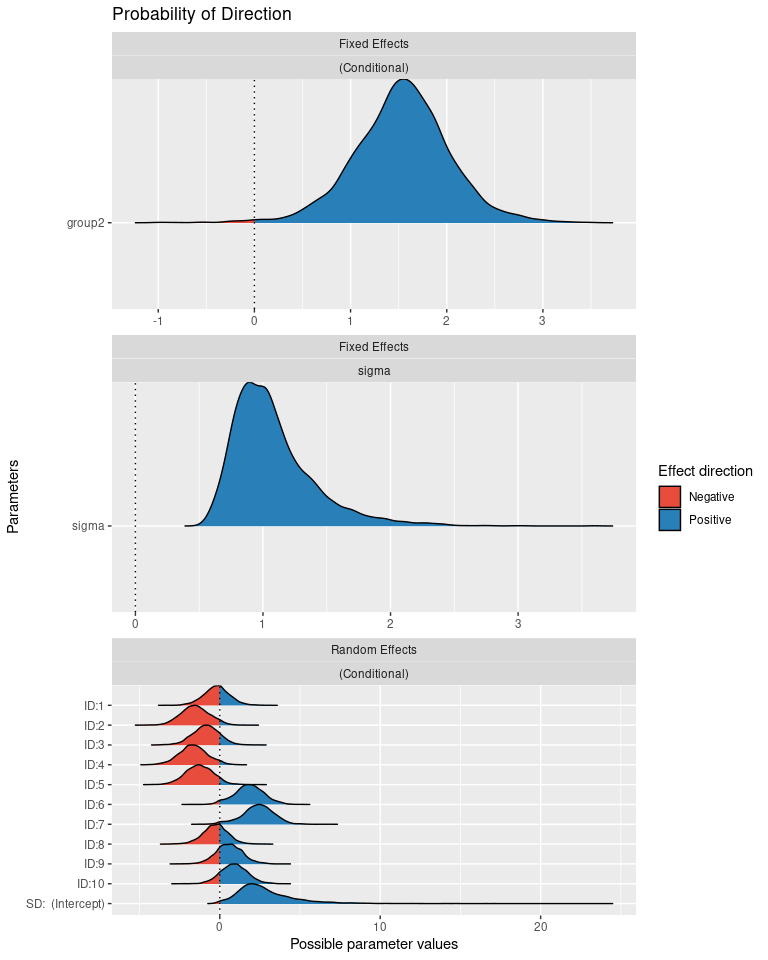 Probability of Direction
Fixed Effects
(Conditional)
group2
-1 0 1 2 3
Fixed Effects
sigma
sigma
0 1 2 3
Parameters
Effect direction
Negative
Positive
Random Effects
(Conditional)
ID:1
ID:2
ID:3
ID:4
ID:5
ID:6
ID:7
ID:8
ID:9
ID:10
SD: (Intercept)
0 10 20
Possible parameter values